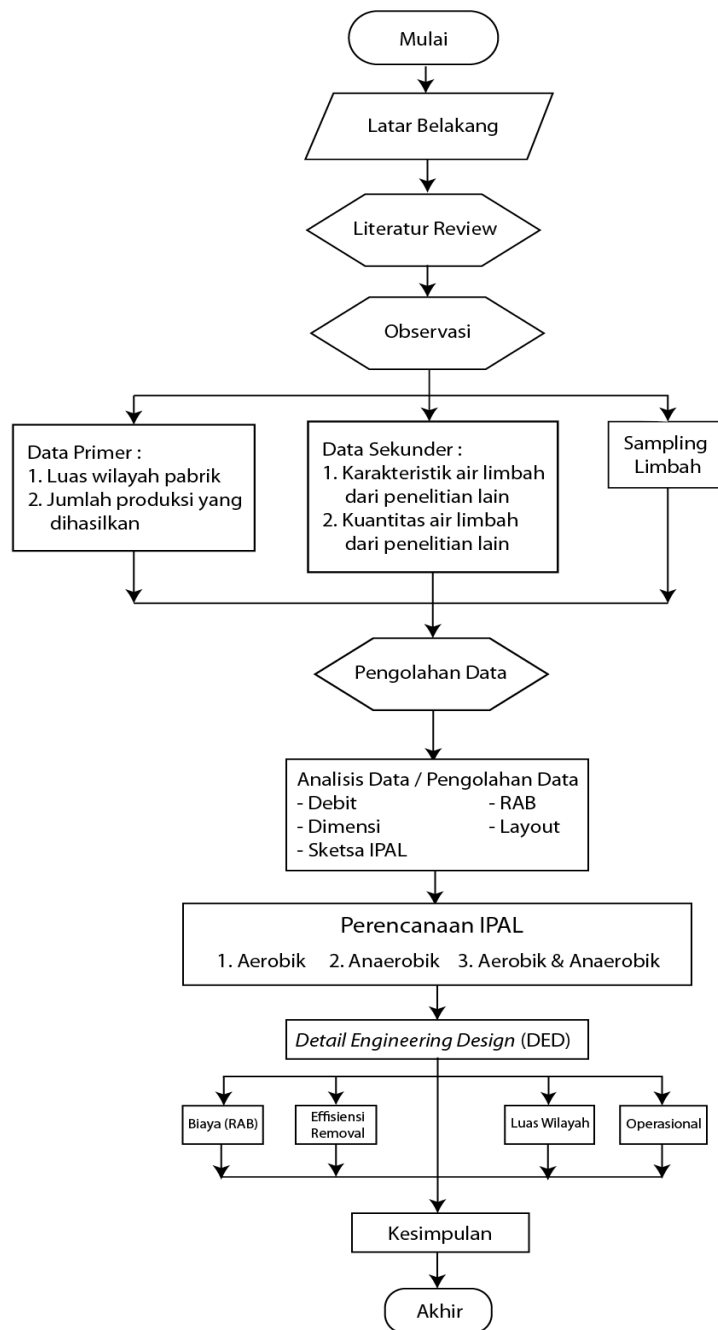 Mulai
Latar Belakang
Literatur Review
Observasi
Data Primer :
1. Luas wilayah pabrik
2. Jumlah produksi yang
dihasilkan
Data Sekunder :
1. Karakteristik air limbah
dari penelitian lain
2. Kuantitas air limbah
dari penelitian lain
Sampling
Limbah
Pengolahan Data
Analisis Data / Pengolahan Data
- Debit - RAB
- Dimensi - Layout
- Sketsa IPAL
Perencanaan IPAL
1. Aerobik 2. Anaerobik 3. Aerobik & Anaerobik
Detail Engineering Design (DED)
Biaya (RAB)
Effisiensi
Removal
Luas Wilayah
Operasional
Kesimpulan
Akhir